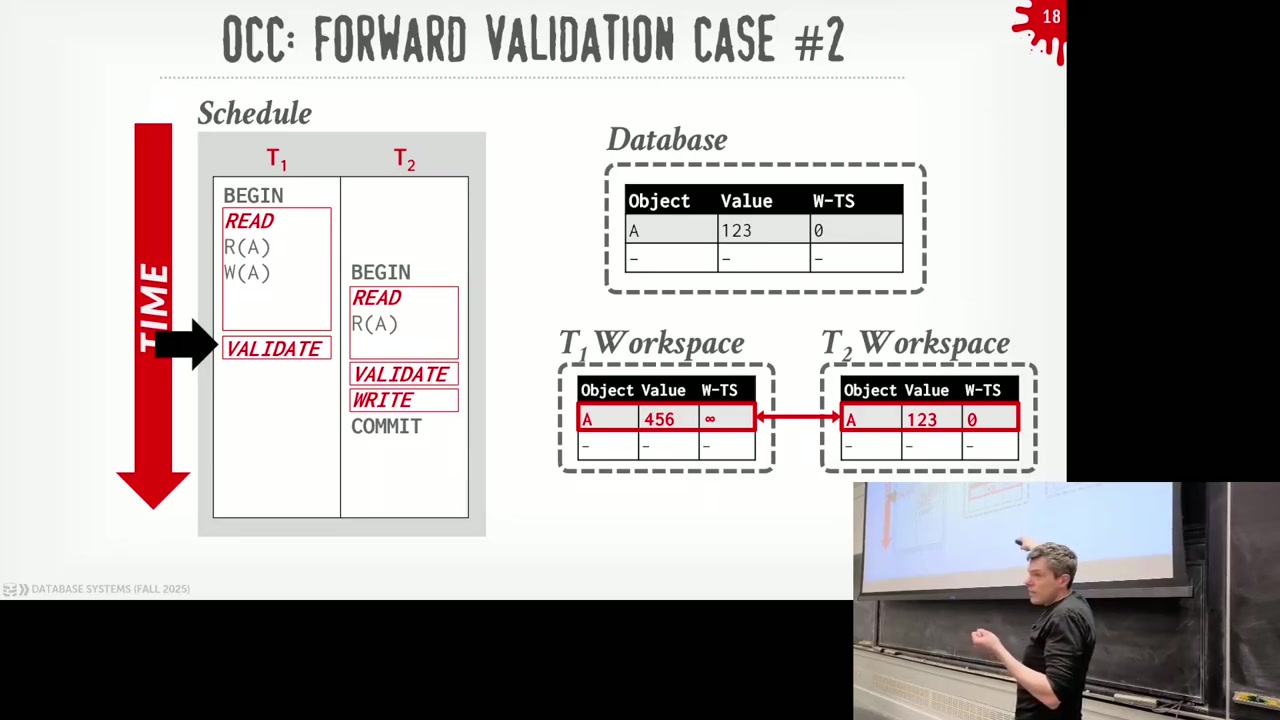 OCC: FORWARD VALIDATION CASE #2
18
Schedule
TIME
T1
T2
BEGIN
READ
R(A)
W(A)
VALIDATE
BEGIN
READ
R(A)
VALIDATE
WRITE
COMMIT
Database
Object Value W-TS
A 123 0
- - -
T1 Workspace
Object Value W-TS
A 456 ∞
- - -
T2 Workspace
Object Value W-TS
A 123 0
- - -
DATABASE SYSTEMS (FALL 2025)